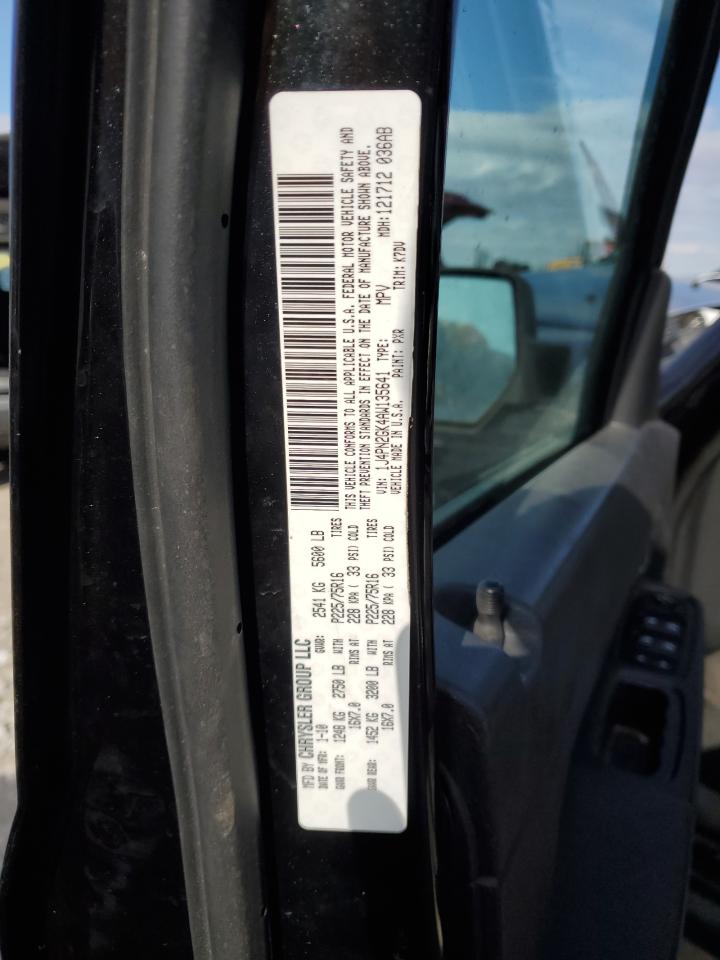 MFD BY CHRYSLER GROUP LLC
DATE OF MFR: 1-10 GVWR: 2541 KG 5600 LB
GAWR FRONT: 1248 KG 2750 LB WITH P225/75R16 TIRES
16X7.0 RIMS AT 228 KPA ( 33 PSI) COLD
GAWR REAR: 1452 KG 3200 LB WITH P225/75R16 TIRES
16X7.0 RIMS AT 228 KPA ( 33 PSI) COLD
THIS VEHICLE CONFORMS TO ALL APPLICABLE U.S.A. FEDERAL MOTOR VEHICLE SAFETY AND
THEFT PREVENTION STANDARDS IN EFFECT ON THE DATE OF MANUFACTURE SHOWN ABOVE.
VIN: 1J4PN2GK4AW135641 TYPE: MPV MDH:121712 036AB
VEHICLE MADE IN U.S.A. PAINT: PXR TRIM: K7DV